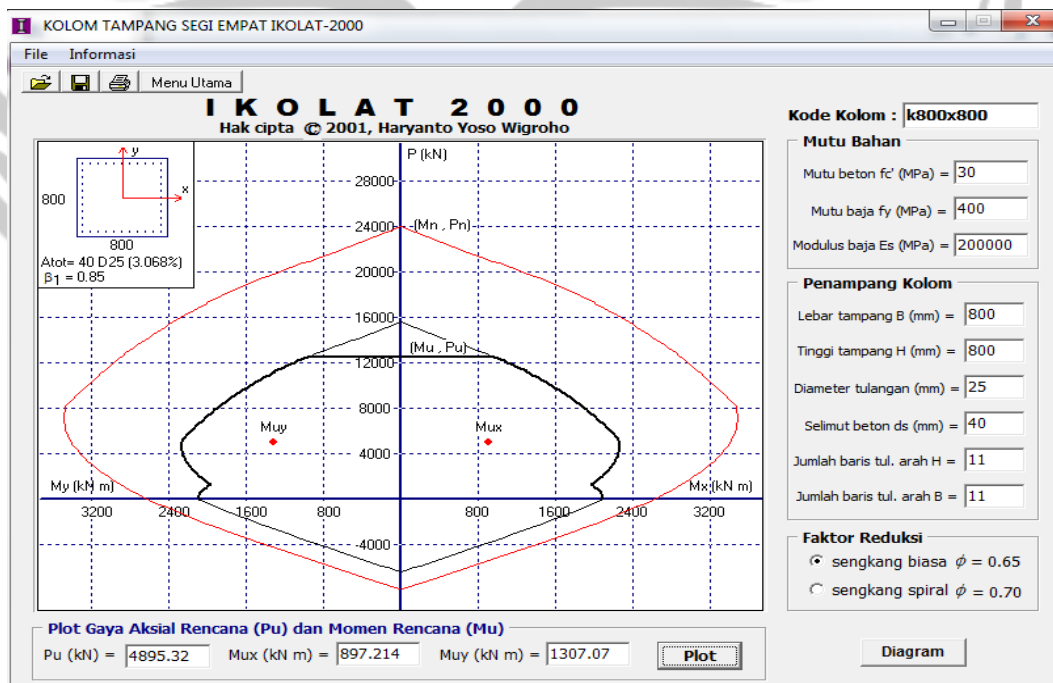 KOLOM TAMPANG SEGI EMPAT IKOLAT-2000
File Informasi
Menu Utama
I K O L A T 2 0 0 0
Hak cipta © 2001, Haryanto Yoso Wigroho
Kode Kolom : k800x800
Mutu Bahan
Mutu beton fc' (MPa) = 30
Mutu baja fy (MPa) = 400
Modulus baja Es (MPa) = 200000
Penampang Kolom
Lebar tampang B (mm) = 800
Tinggi tampang H (mm) = 800
Diameter tulangan (mm) = 25
Selimut beton ds (mm) = 40
Jumlah baris tul. arah H = 11
Jumlah baris tul. arah B = 11
Faktor Reduksi
sengkang biasa ϕ = 0.65
sengkang spiral ϕ = 0.70
Diagram
y
x
800
800
Atot= 40 D25 (3.068%)
β1 = 0.85
P (kN)
28000
24000 (Mn , Pn)
20000
16000
(Mu , Pu)
12000
8000
Muy Mux
4000
My (kN m) Mx (kN m)
3200 2400 1600 800 800 1600 2400 3200
-4000
Plot Gaya Aksial Rencana (Pu) dan Momen Rencana (Mu)
Pu (kN) = 4895.32 Mux (kN m) = 897.214 Muy (kN m) = 1307.07 Plot